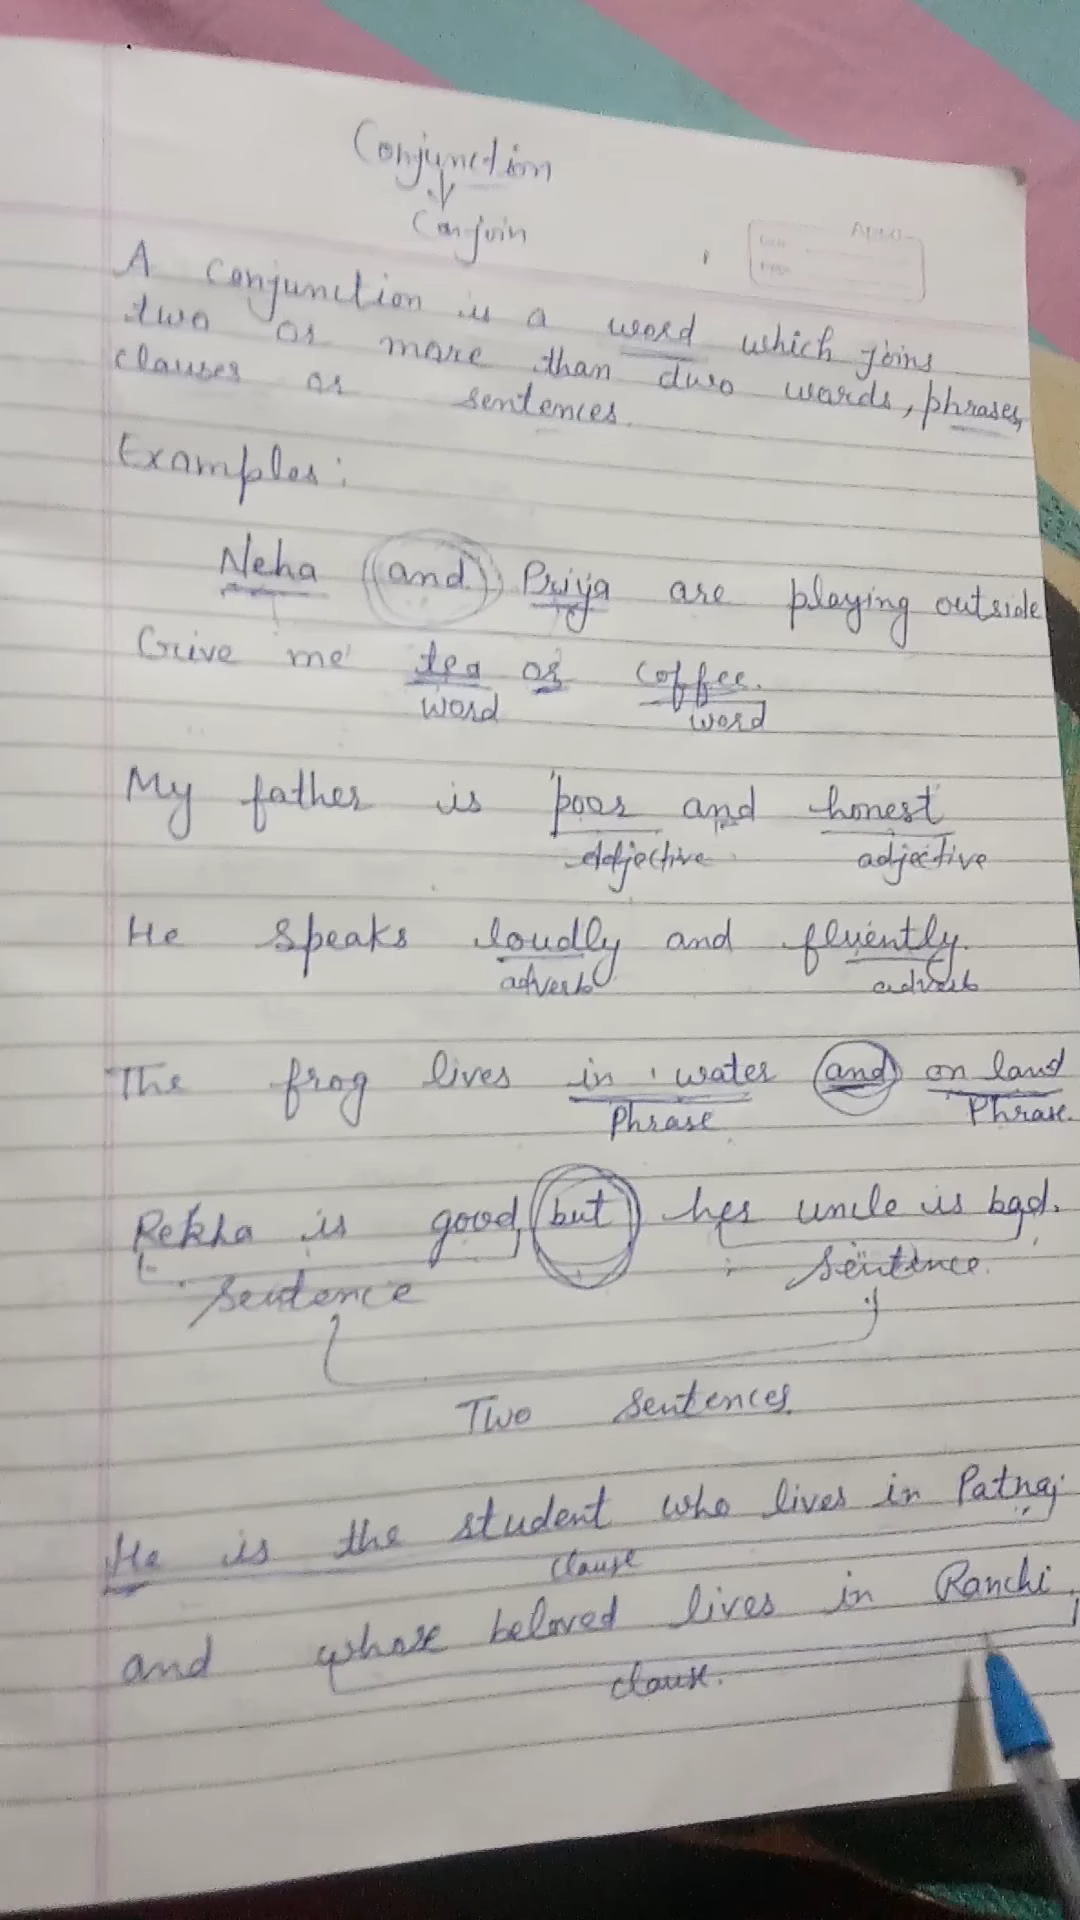 Conjunction
Conjoin
A conjunction is a word which joins
two or more than two words, phrases,
clauses or sentences.
Examples:
Neha and Priya are playing outside
Give me tea or coffee.
word word
My father is poor and honest
adjective adjective
He speaks loudly and fluently.
adverb adverb
The frog lives in water and on land
Phrase Phrase
Rekha is good but her uncle is bad.
Sentence Sentence.
Two Sentences
He is the student who lives in Patna
clause
and whose beloved lives in Ranchi
clause.